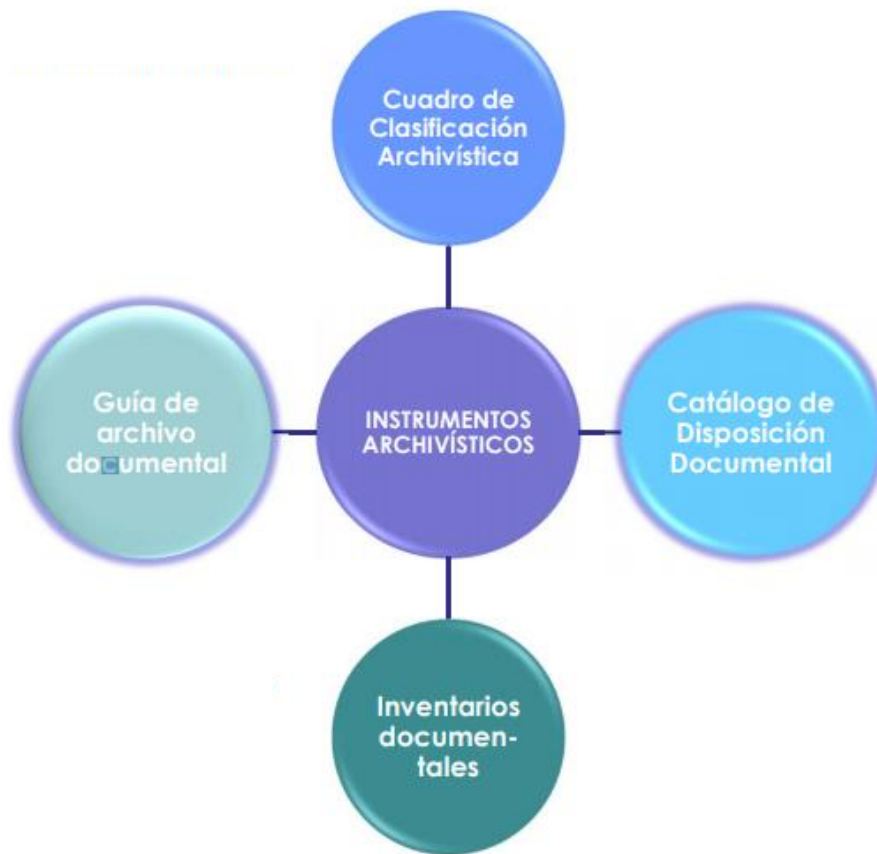 Cuadro de
Clasificación
Archivística
Guía de
archivo
documental
INSTRUMENTOS
ARCHIVÍSTICOS
Catálogo de
Disposición
Documental
Inventarios
documen-
tales